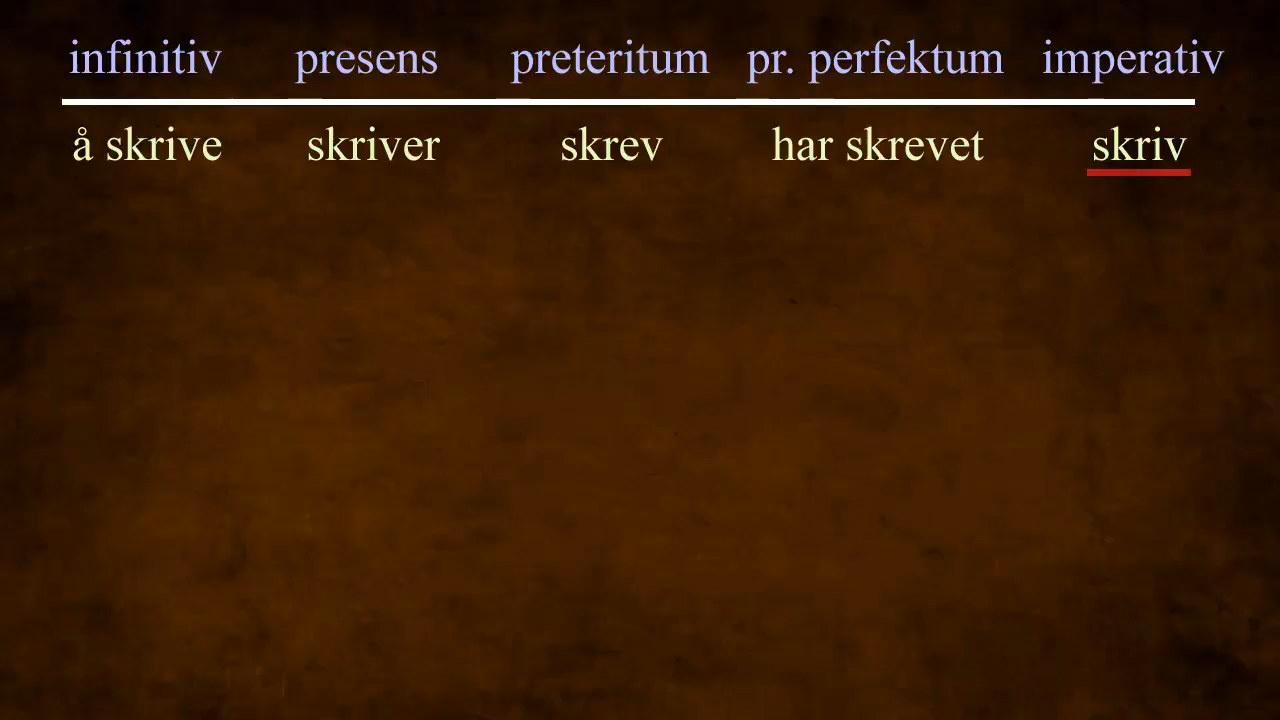 infinitiv presens preteritum pr. perfektum imperativ
å skrive skriver skrev har skrevet skriv